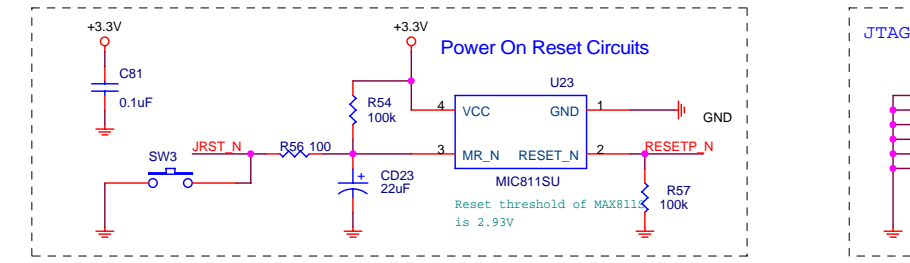 +3.3V
+3.3V
Power On Reset Circuits
JTAG
C81
0.1uF
R54
100k
U23
4
VCC
GND
1
GND
JRST_N
R56 100
3
MR_N
RESET_N
2
RESETP_N
SW3
CD23
22uF
+
MIC811SU
R57
100k
Reset threshold of MAX811S
is 2.93V